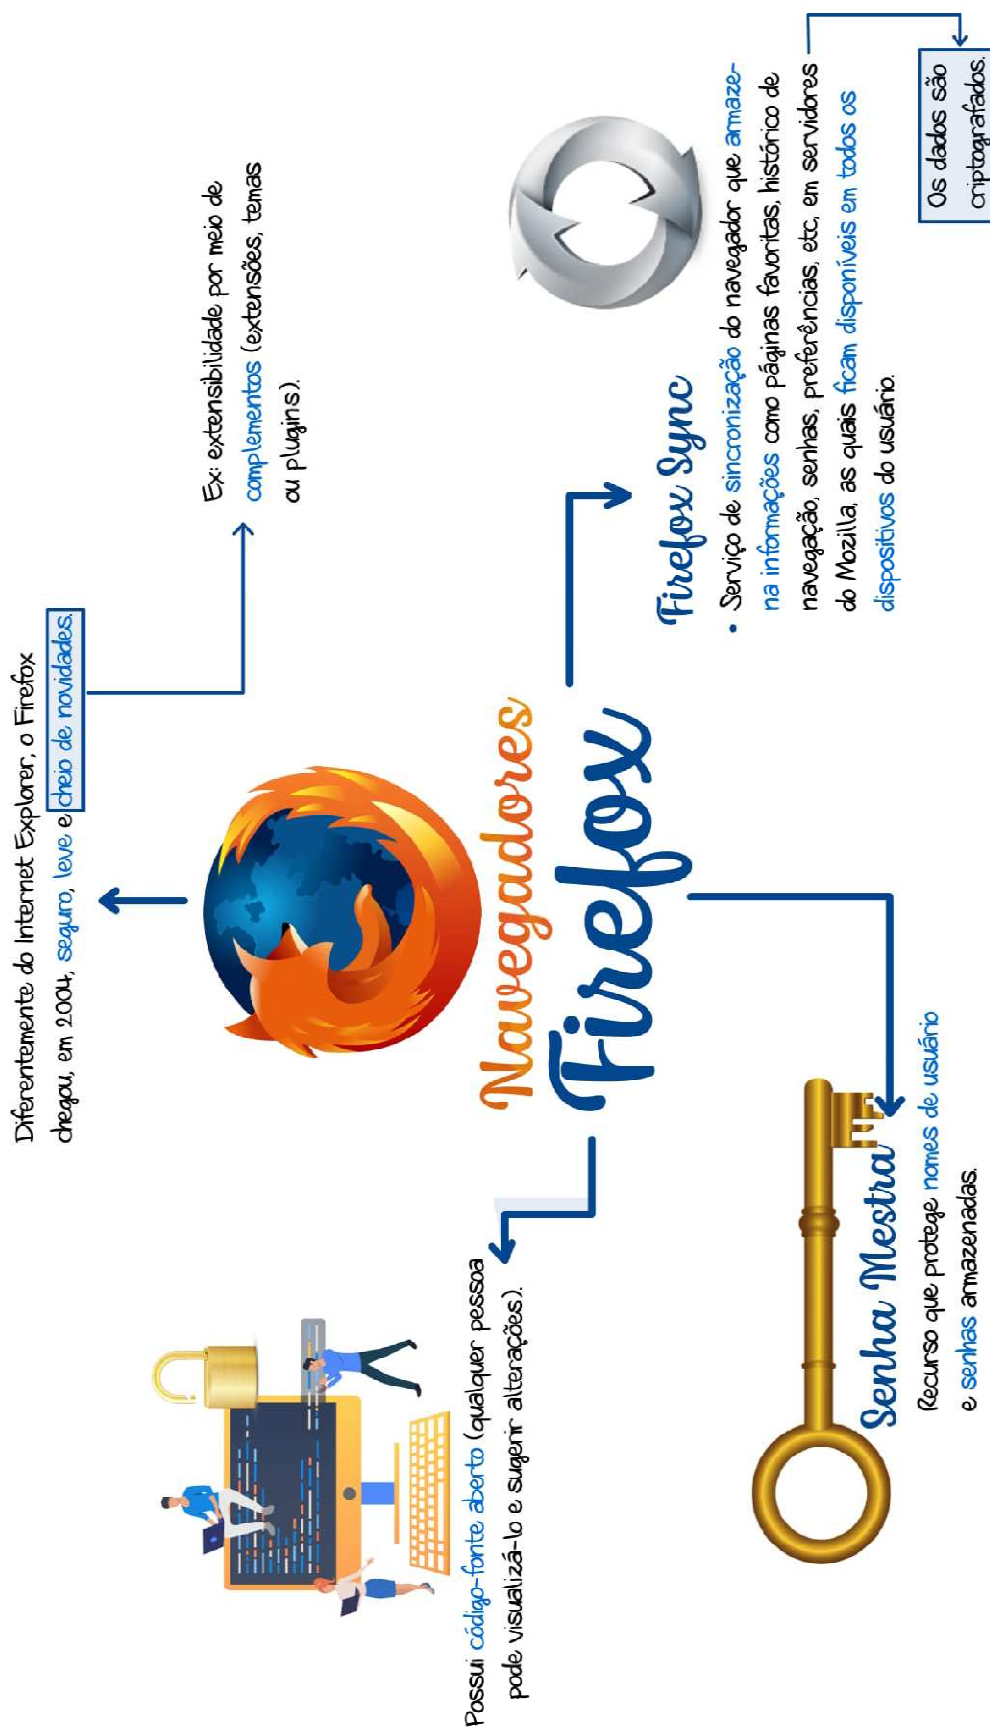 Diferentemente do Internet Explorer, o Firefox
chegou, em 2004, seguro, leve e cheio de novidades.
Ex: extensibilidade por meio de
complementos (extensões, temas
ou plugins).
Navegadores
Firefox
Possui código-fonte aberto (qualquer pessoa
pode visualizá-lo e sugerir alterações).
Firefox Sync
• Serviço de sincronização do navegador que armaze-
na informações como páginas favoritas, histórico de
navegação, senhas, preferências, etc, em servidores
do Mozilla, as quais ficam disponíveis em todos os
dispositivos do usuário.
Os dados são
criptografados.
Senha Mestra
Recurso que protege nomes de usuário
e senhas armazenadas.